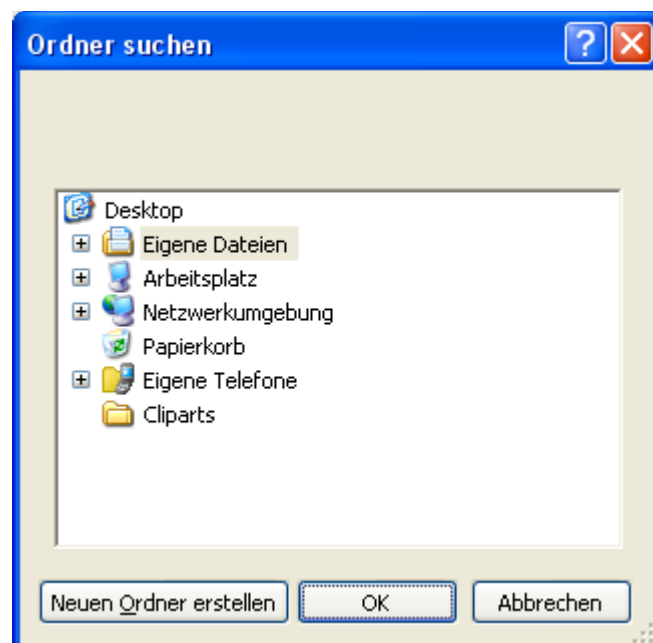 Ordner suchen
Desktop
Eigene Dateien
Arbeitsplatz
Netzwerkumgebung
Papierkorb
Eigene Telefone
Cliparts
Neuen Ordner erstellen OK Abbrechen